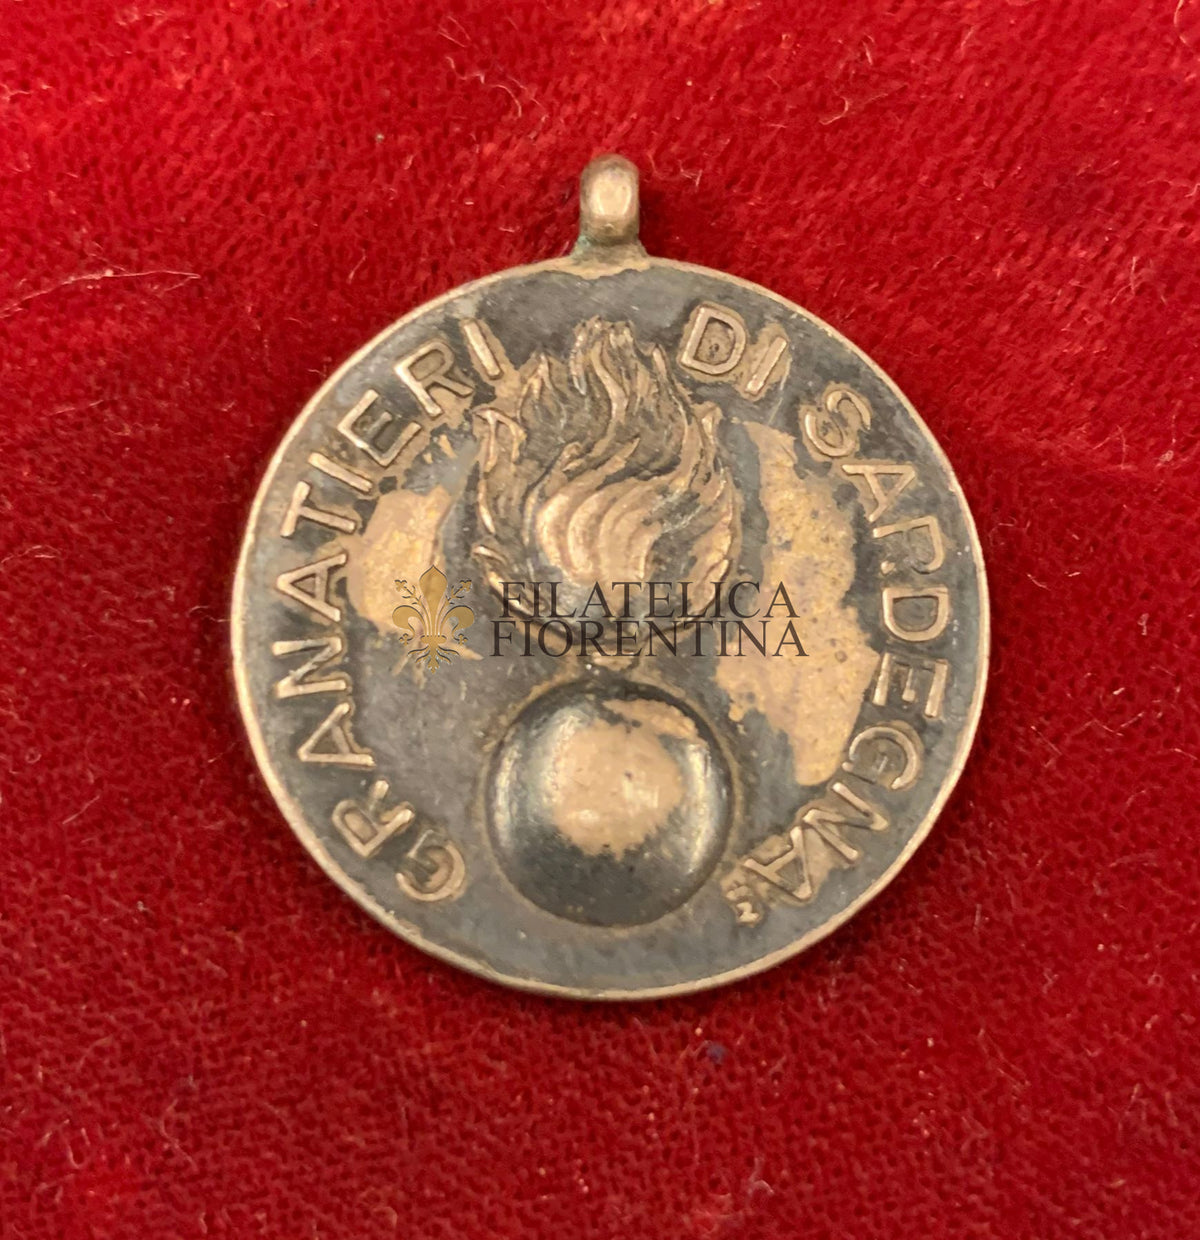 GRANATIERI DI SARDEGNA
FILATELICA
FIORENTINA